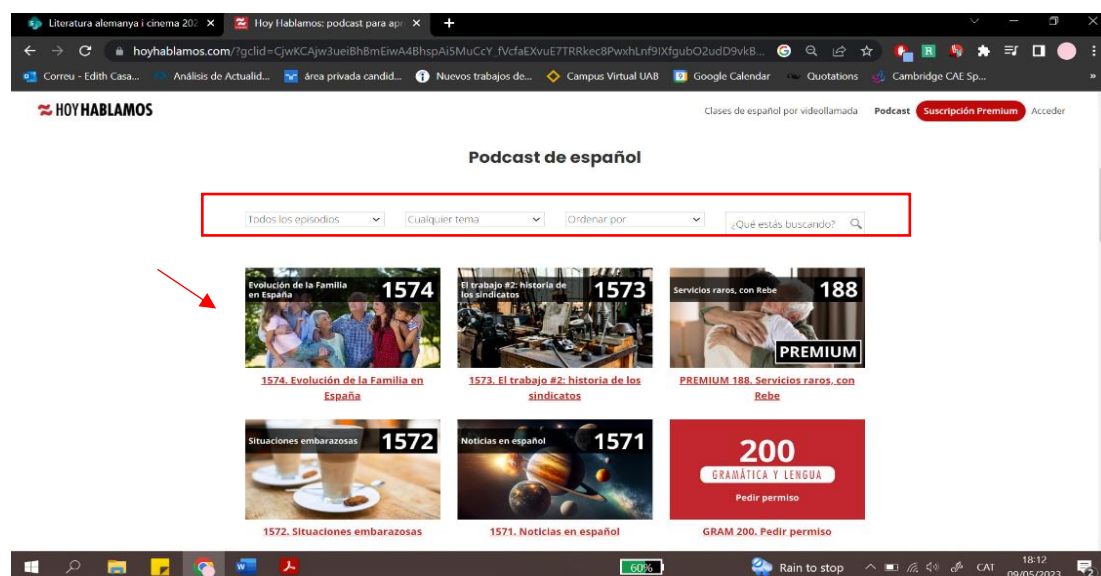 Literatura alemanya i cinema 202
Hoy Hablamos: podcast para apr
hoyhablamos.com/?gclid=CjwKCAjw3ueiBhBmEiwA4BhspAi5MuCcY_fVcfaEXvuE7TRRkec8PwxhLnf9IXfgubO2udD9vkB...
Correu - Edith Casa...
Análisis de Actualid...
área privada candid...
Nuevos trabajos de...
Campus Virtual UAB
Google Calendar
Quotations
Cambridge CAE Sp...
»
HOY HABLAMOS
Clases de español por videollamada
Podcast
Suscripción Premium
Acceder
Podcast de español
Todos los episodios
Cualquier tema
Ordenar por
¿Qué estás buscando?
Evolución de la Familia
en España
1574
El trabajo #2: historia de
los sindicatos
1573
Servicios raros, con Rebe
188
PREMIUM
1574. Evolución de la Familia en
España
1573. El trabajo #2: historia de los
sindicatos
PREMIUM 188. Servicios raros, con
Rebe
Situaciones embarazosas
1572
Noticias en español
1571
200
GRAMÁTICA Y LENGUA
Pedir permiso
1572. Situaciones embarazosas
1571. Noticias en español
GRAM 200. Pedir permiso
60%
Rain to stop
CAT
18:12
09/05/2023
2